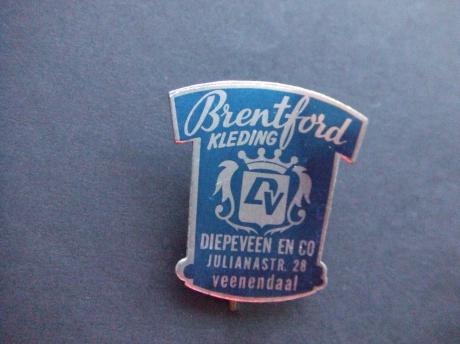 Brentford
KLEDING
DV
DIEPEVEEN EN CO
JULIANASTR. 28
veenendaal